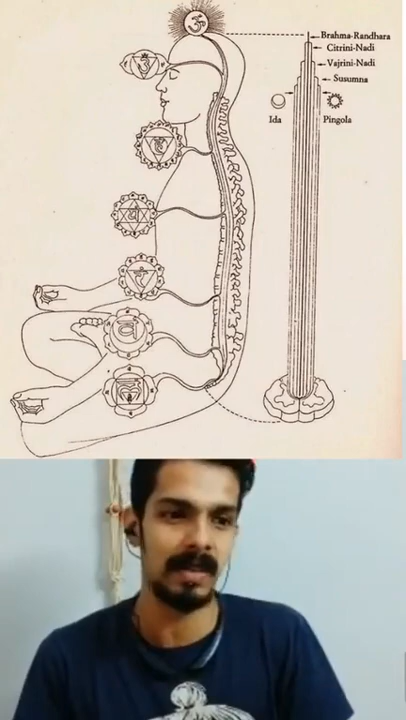 ॐ
Brahma-Randhara
Citrini-Nadi
Vajrini-Nadi
Susumna
Ida
Pingola